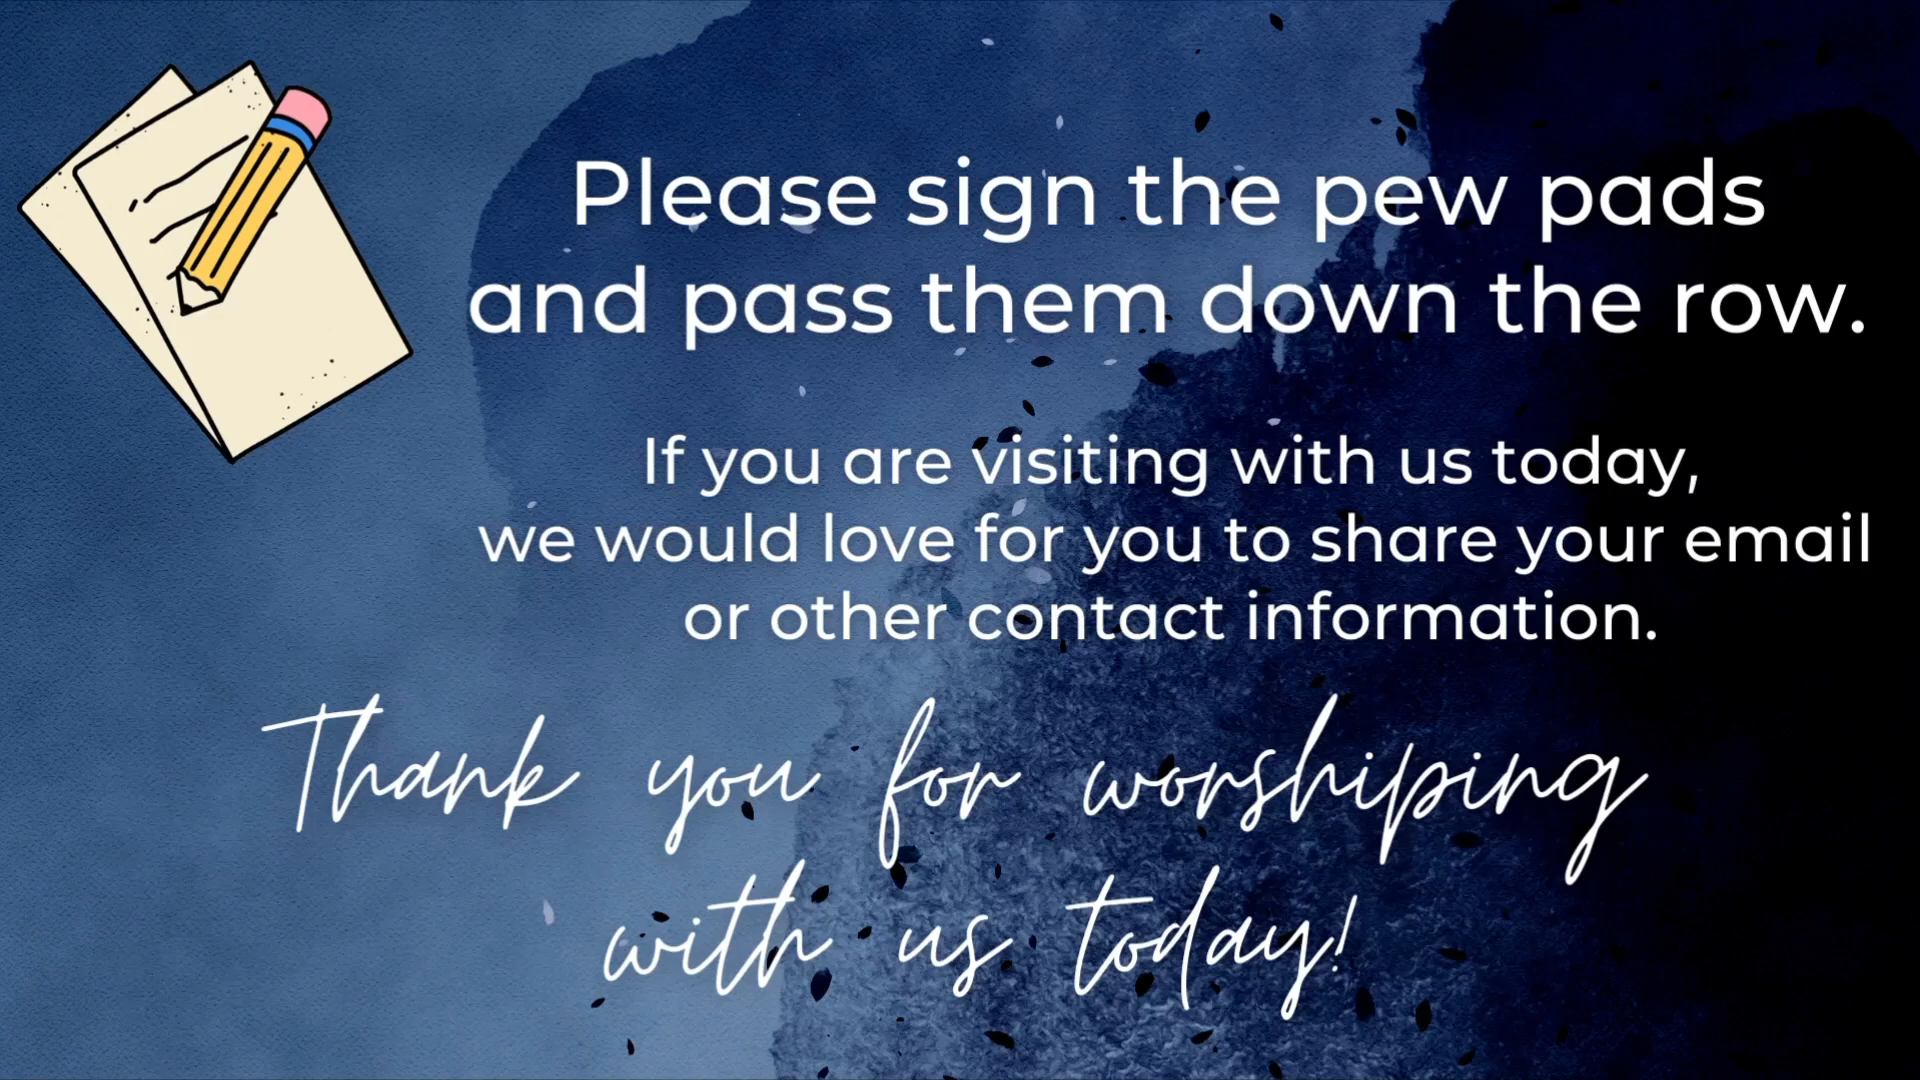 Please sign the pew pads
and pass them down the row.
If you are visiting with us today,
we would love for you to share your email
or other contact information.
Thank you for worshiping
with us today!